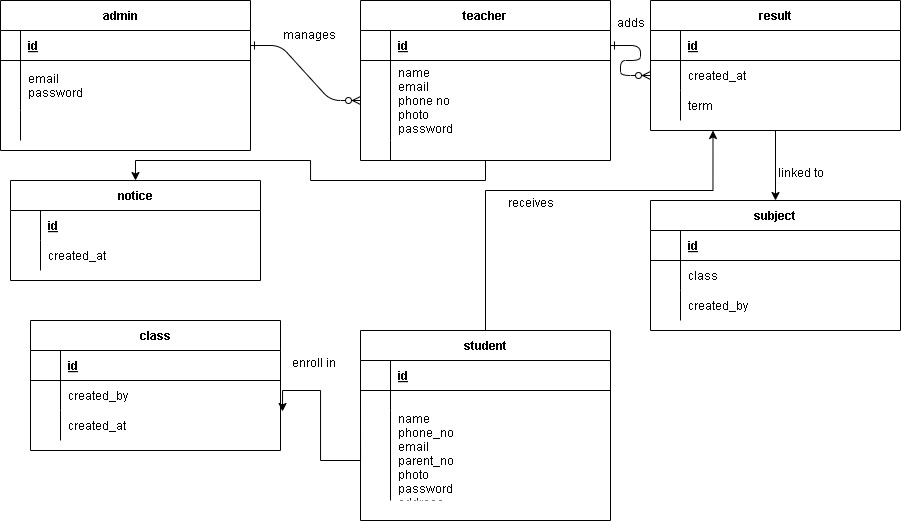 admin
id
email
password
manages
teacher
id
name
email
phone no
photo
password
adds
result
id
created_at
term
linked to
notice
id
created_at
receives
subject
id
class
created_by
class
id
created_by
created_at
enroll in
student
id
name
phone_no
email
parent_no
photo
password